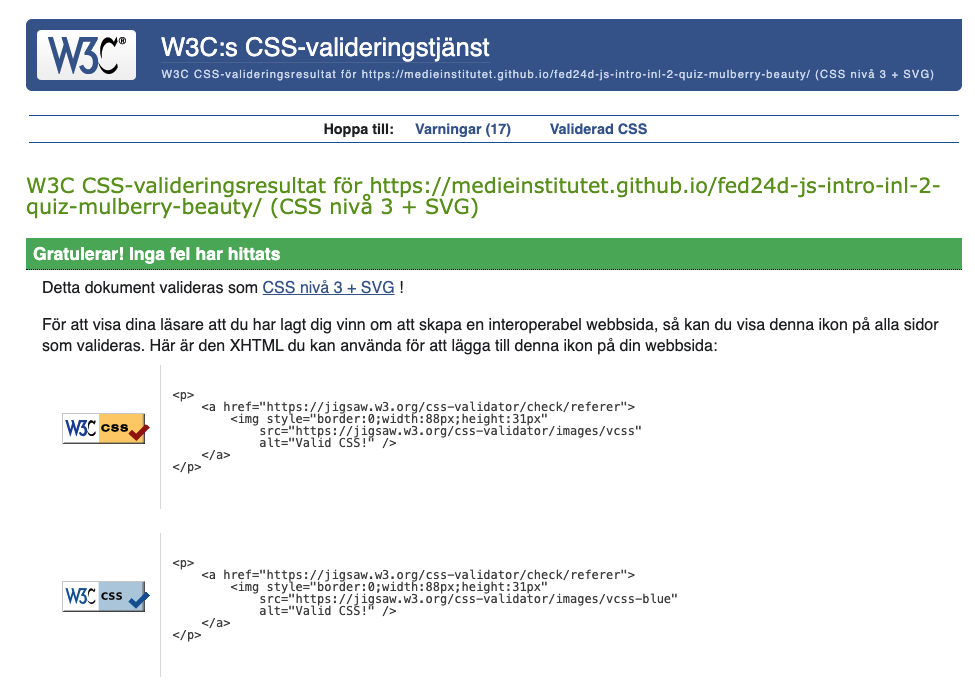 W3C®
W3C:s CSS-valideringstjänst
W3C CSS-valideringsresultat för https://medieinstitutet.github.io/fed24d-js-intro-inl-2-quiz-mulberry-beauty/ (CSS nivå 3 + SVG)
Hoppa till: Varningar (17) Validerad CSS
W3C CSS-valideringsresultat för https://medieinstitutet.github.io/fed24d-js-intro-inl-2-
quiz-mulberry-beauty/ (CSS nivå 3 + SVG)
Gratulerar! Inga fel har hittats
Detta dokument valideras som CSS nivå 3 + SVG !
För att visa dina läsare att du har lagt dig vinn om att skapa en interoperabel webbsida, så kan du visa denna ikon på alla sidor
som valideras. Här är den XHTML du kan använda för att lägga till denna ikon på din webbsida:
W3C css
<p>
    <a href="https://jigsaw.w3.org/css-validator/check/referer">
        <img style="border:0;width:88px;height:31px"
            src="https://jigsaw.w3.org/css-validator/images/vcss"
            alt="Valid CSS!" />
    </a>
</p>
W3C css
<p>
    <a href="https://jigsaw.w3.org/css-validator/check/referer">
        <img style="border:0;width:88px;height:31px"
            src="https://jigsaw.w3.org/css-validator/images/vcss-blue"
            alt="Valid CSS!" />
    </a>
</p>